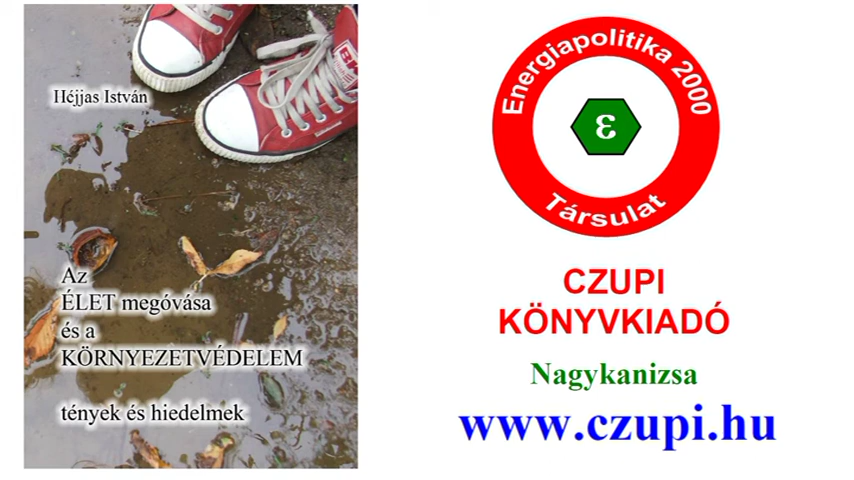 Héjjas István
Az
ÉLET megóvása
és a
KÖRNYEZETVÉDELEM
tények és hiedelmek
Energiapolitika 2000
ε
Társulat
CZUPI
KÖNYVKIADÓ
Nagykanizsa
www.czupi.hu